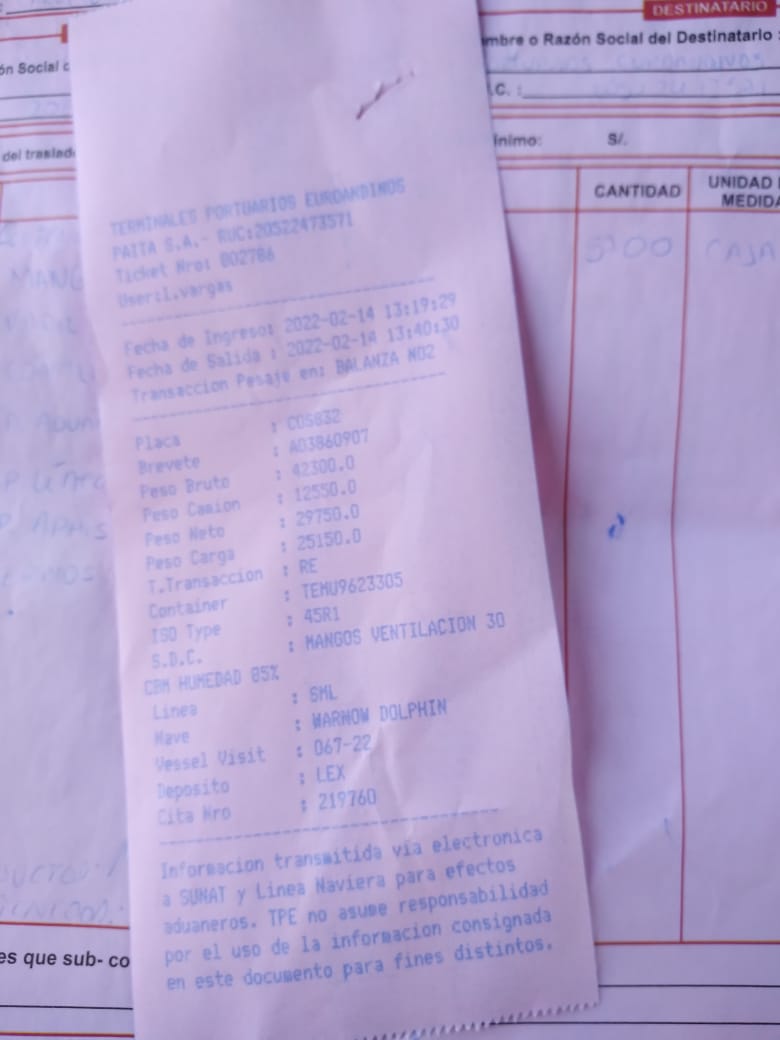 DESTINATARIO
ón Social
mbre o Razón Social del Destinatario :
.C. :
ínimo: S/.
del traslad
CANTIDAD
UNIDAD
MEDIDA
5000 CAJA
MANG
TERMINALES PORTUARIOS EUROANDINOS
PAITA S.A.- RUC:20522473571
Ticket Nro: 002786
User:l.vargas
Fecha de Ingreso: 2022-02-14 13:19:29
Fecha de Salida : 2022-02-14 13:40:30
Transaccion Pesaje en: BALANZA NO2
Placa : COS832
Brevete : A03860907
Peso Bruto : 42300.0
Peso Camion : 12550.0
Peso Neto : 29750.0
Peso Carga : 25150.0
T.Transaccion : RE
Container : TEMU9623305
ISO Type : 45R1
S.D.C. : MANGOS VENTILACION 30
CBM HUMEDAD 85%
Linea : SML
Nave : WARNOW DOLPHIN
Vessel Visit : 067-22
Deposito : LEX
Cita Nro : 219760
Informacion transmitida via electronica
a SUNAT y Linea Naviera para efectos
aduaneros. TPE no asume responsabilidad
por el uso de la informacion consignada
en este documento para fines distintos.
es que sub- co